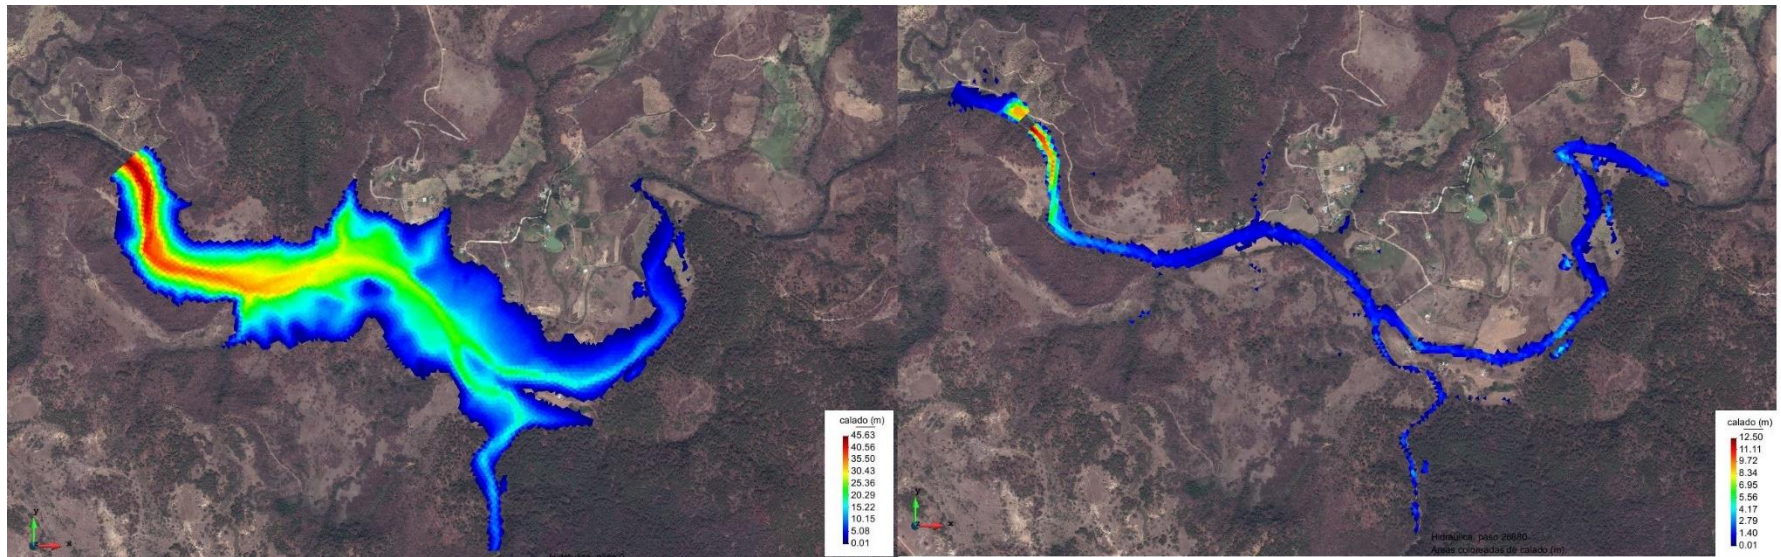 calado (m)
45.63
40.56
35.50
30.43
25.36
20.29
15.22
10.15
5.08
0.01
y
x
calado (m)
12.50
11.11
9.72
8.34
6.95
5.56
4.17
2.79
1.40
0.01
y
x
Hidráulica, paso 28880
Areas coloreadas de calado (m).